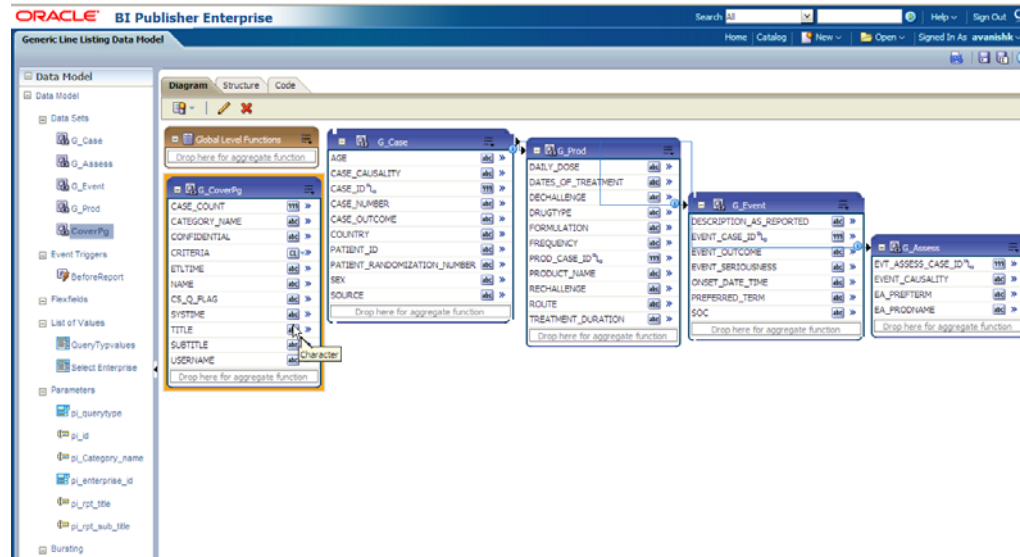 ORACLE BI Publisher Enterprise
Search All
Help Sign Out
Generic Line Listing Data Model
Home Catalog New Open Signed In As avanishk
Data Model
Data Model
Data Sets
G_Case
G_Assess
G_Event
G_Prod
CoverPg
Event Triggers
BeforeReport
Flexfields
List of Values
QueryTypvalues
Select Enterprise
Parameters
pi_querytype
pi_id
pi_Category_name
pi_enterprise_id
pi_rpt_title
pi_rpt_sub_title
Bursting
Diagram Structure Code
Global Level Functions
Drop here for aggregate function
G_CoverPg
CASE_COUNT
CATEGORY_NAME
CONFIDENTIAL
CRITERIA
ETLTIME
NAME
CS_Q_FLAG
SYSTIME
TITLE
SUBTITLE
USERNAME
Drop here for aggregate function
Character
G_Case
AGE
CASE_CAUSALITY
CASE_ID
CASE_NUMBER
CASE_OUTCOME
COUNTRY
PATIENT_ID
PATIENT_RANDOMIZATION_NUMBER
SEX
SOURCE
Drop here for aggregate function
G_Prod
DAILY_DOSE
DATES_OF_TREATMENT
DECHALLENGE
DRUGTYPE
FORMULATION
FREQUENCY
PROD_CASE_ID
PRODUCT_NAME
RECHALLENGE
ROUTE
TREATMENT_DURATION
Drop here for aggregate function
G_Event
DESCRIPTION_AS_REPORTED
EVENT_CASE_ID
EVENT_OUTCOME
EVENT_SERIOUSNESS
ONSET_DATE_TIME
PREFERRED_TERM
SOC
Drop here for aggregate function
G_Assess
EVT_ASSESS_CASE_ID
EVENT_CAUSALITY
EA_PREFTERM
EA_PRODNAME
Drop here for aggregate function